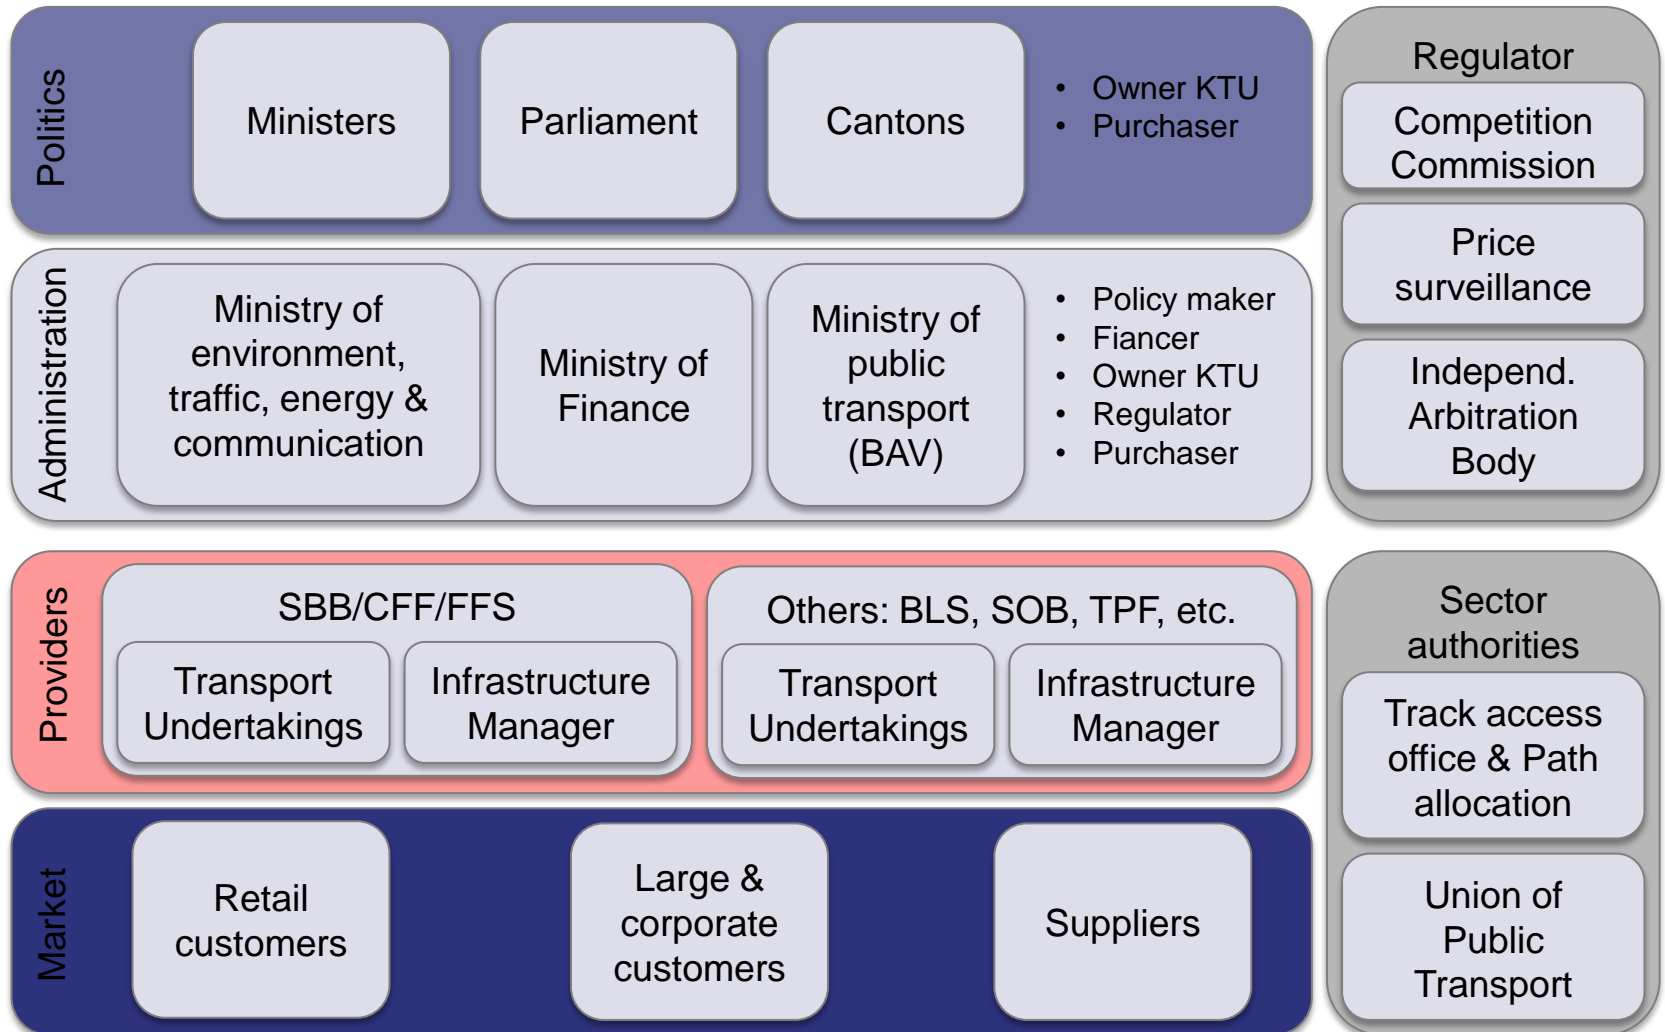 Politics
Ministers
Parliament
Cantons
• Owner KTU
• Purchaser
Administration
Ministry of
environment,
traffic, energy &
communication
Ministry of
Finance
Ministry of
public
transport
(BAV)
• Policy maker
• Fiancer
• Owner KTU
• Regulator
• Purchaser
Regulator
Competition
Commission
Price
surveillance
Independ.
Arbitration
Body
Providers
SBB/CFF/FFS
Transport
Undertakings
Infrastructure
Manager
Others: BLS, SOB, TPF, etc.
Transport
Undertakings
Infrastructure
Manager
Market
Retail
customers
Large &
corporate
customers
Suppliers
Sector
authorities
Track access
office & Path
allocation
Union of
Public
Transport